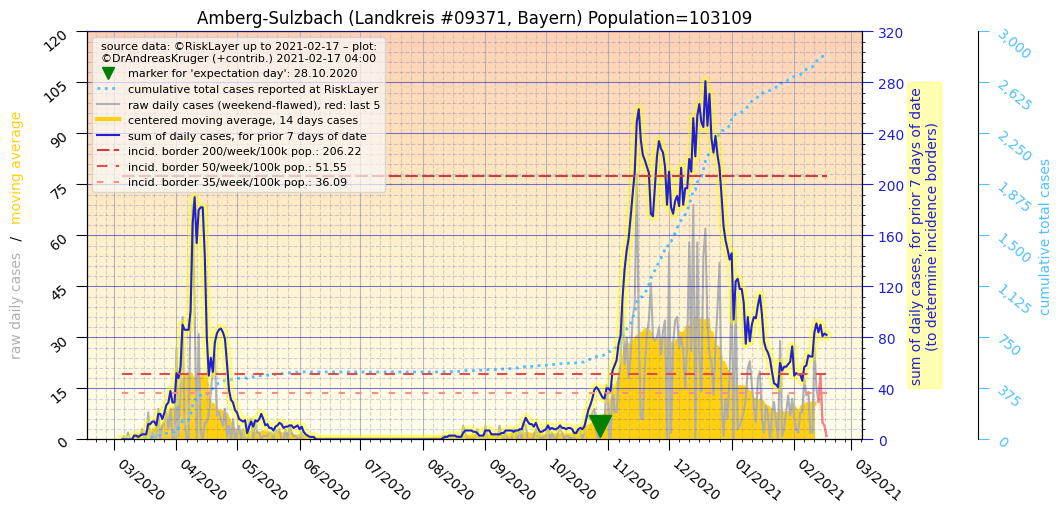 Amberg-Sulzbach (Landkreis #09371, Bayern) Population=103109
source data: ©RiskLayer up to 2021-02-17 – plot:
©DrAndreasKruger (+contrib.) 2021-02-17 04:00
marker for 'expectation day': 28.10.2020
cumulative total cases reported at RiskLayer
raw daily cases (weekend-flawed), red: last 5
centered moving average, 14 days cases
sum of daily cases, for prior 7 days of date
incid. border 200/week/100k pop.: 206.22
incid. border 50/week/100k pop.: 51.55
incid. border 35/week/100k pop.: 36.09
raw daily cases / moving average
120
105
90
75
60
45
30
15
0
03/2020
04/2020
05/2020
06/2020
07/2020
08/2020
09/2020
10/2020
11/2020
12/2020
01/2021
02/2021
03/2021
320
280
240
200
160
120
80
40
0
sum of daily cases, for prior 7 days of date
(to determine incidence borders)
3,000
2,625
2,250
1,875
1,500
1,125
750
375
0
cumulative total cases